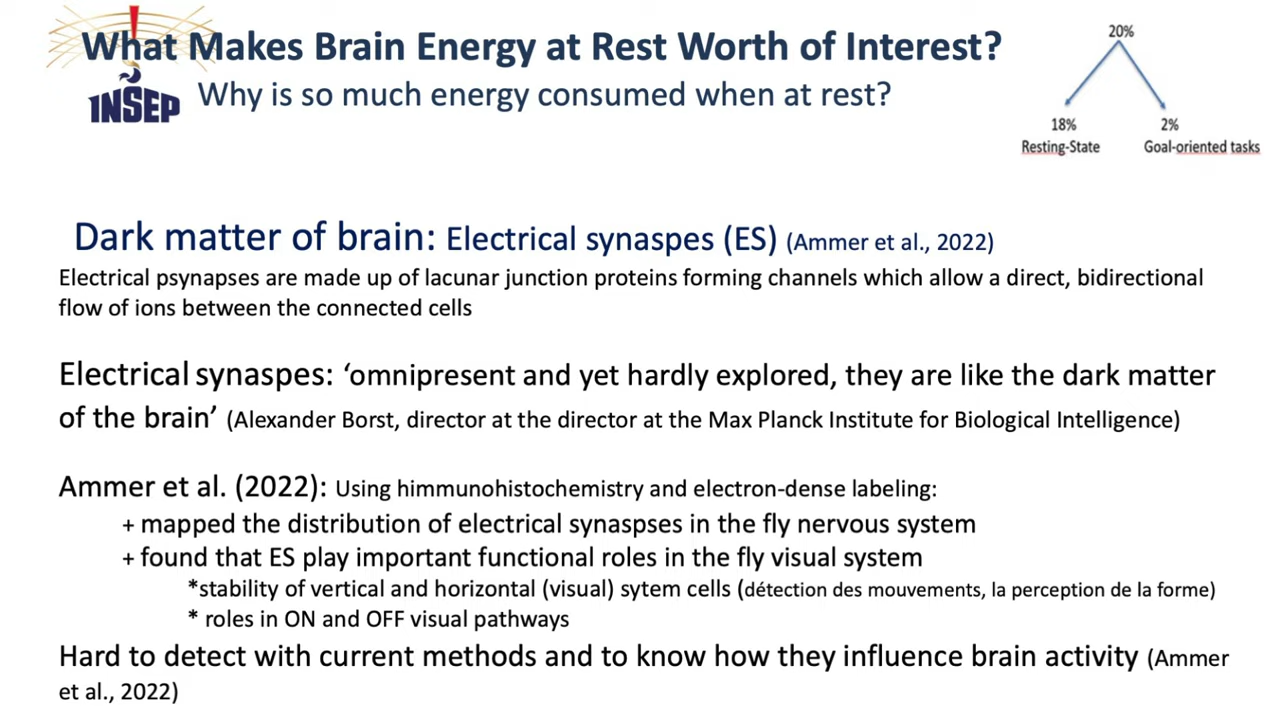 What Makes Brain Energy at Rest Worth of Interest?
INSEP
Why is so much energy consumed when at rest?
20%
18%
2%
Resting-State
Goal-oriented tasks
Dark matter of brain: Electrical synaspes (ES) (Ammer et al., 2022)
Electrical psynapses are made up of lacunar junction proteins forming channels which allow a direct, bidirectional
flow of ions between the connected cells
Electrical synaspes: ‘omnipresent and yet hardly explored, they are like the dark matter
of the brain’ (Alexander Borst, director at the director at the Max Planck Institute for Biological Intelligence)
Ammer et al. (2022): Using himmunohistochemistry and electron-dense labeling:
+ mapped the distribution of electrical synaspses in the fly nervous system
+ found that ES play important functional roles in the fly visual system
*stability of vertical and horizontal (visual) sytem cells (détection des mouvements, la perception de la forme)
* roles in ON and OFF visual pathways
Hard to detect with current methods and to know how they influence brain activity (Ammer
et al., 2022)